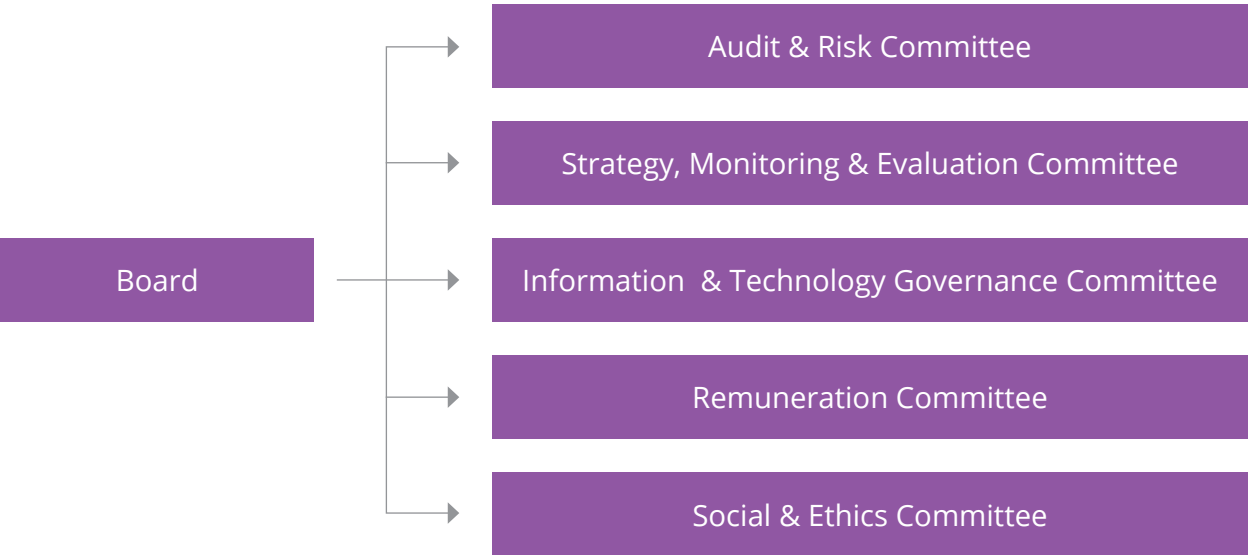 Audit & Risk Committee
Strategy, Monitoring & Evaluation Committee
Board
Information & Technology Governance Committee
Remuneration Committee
Social & Ethics Committee